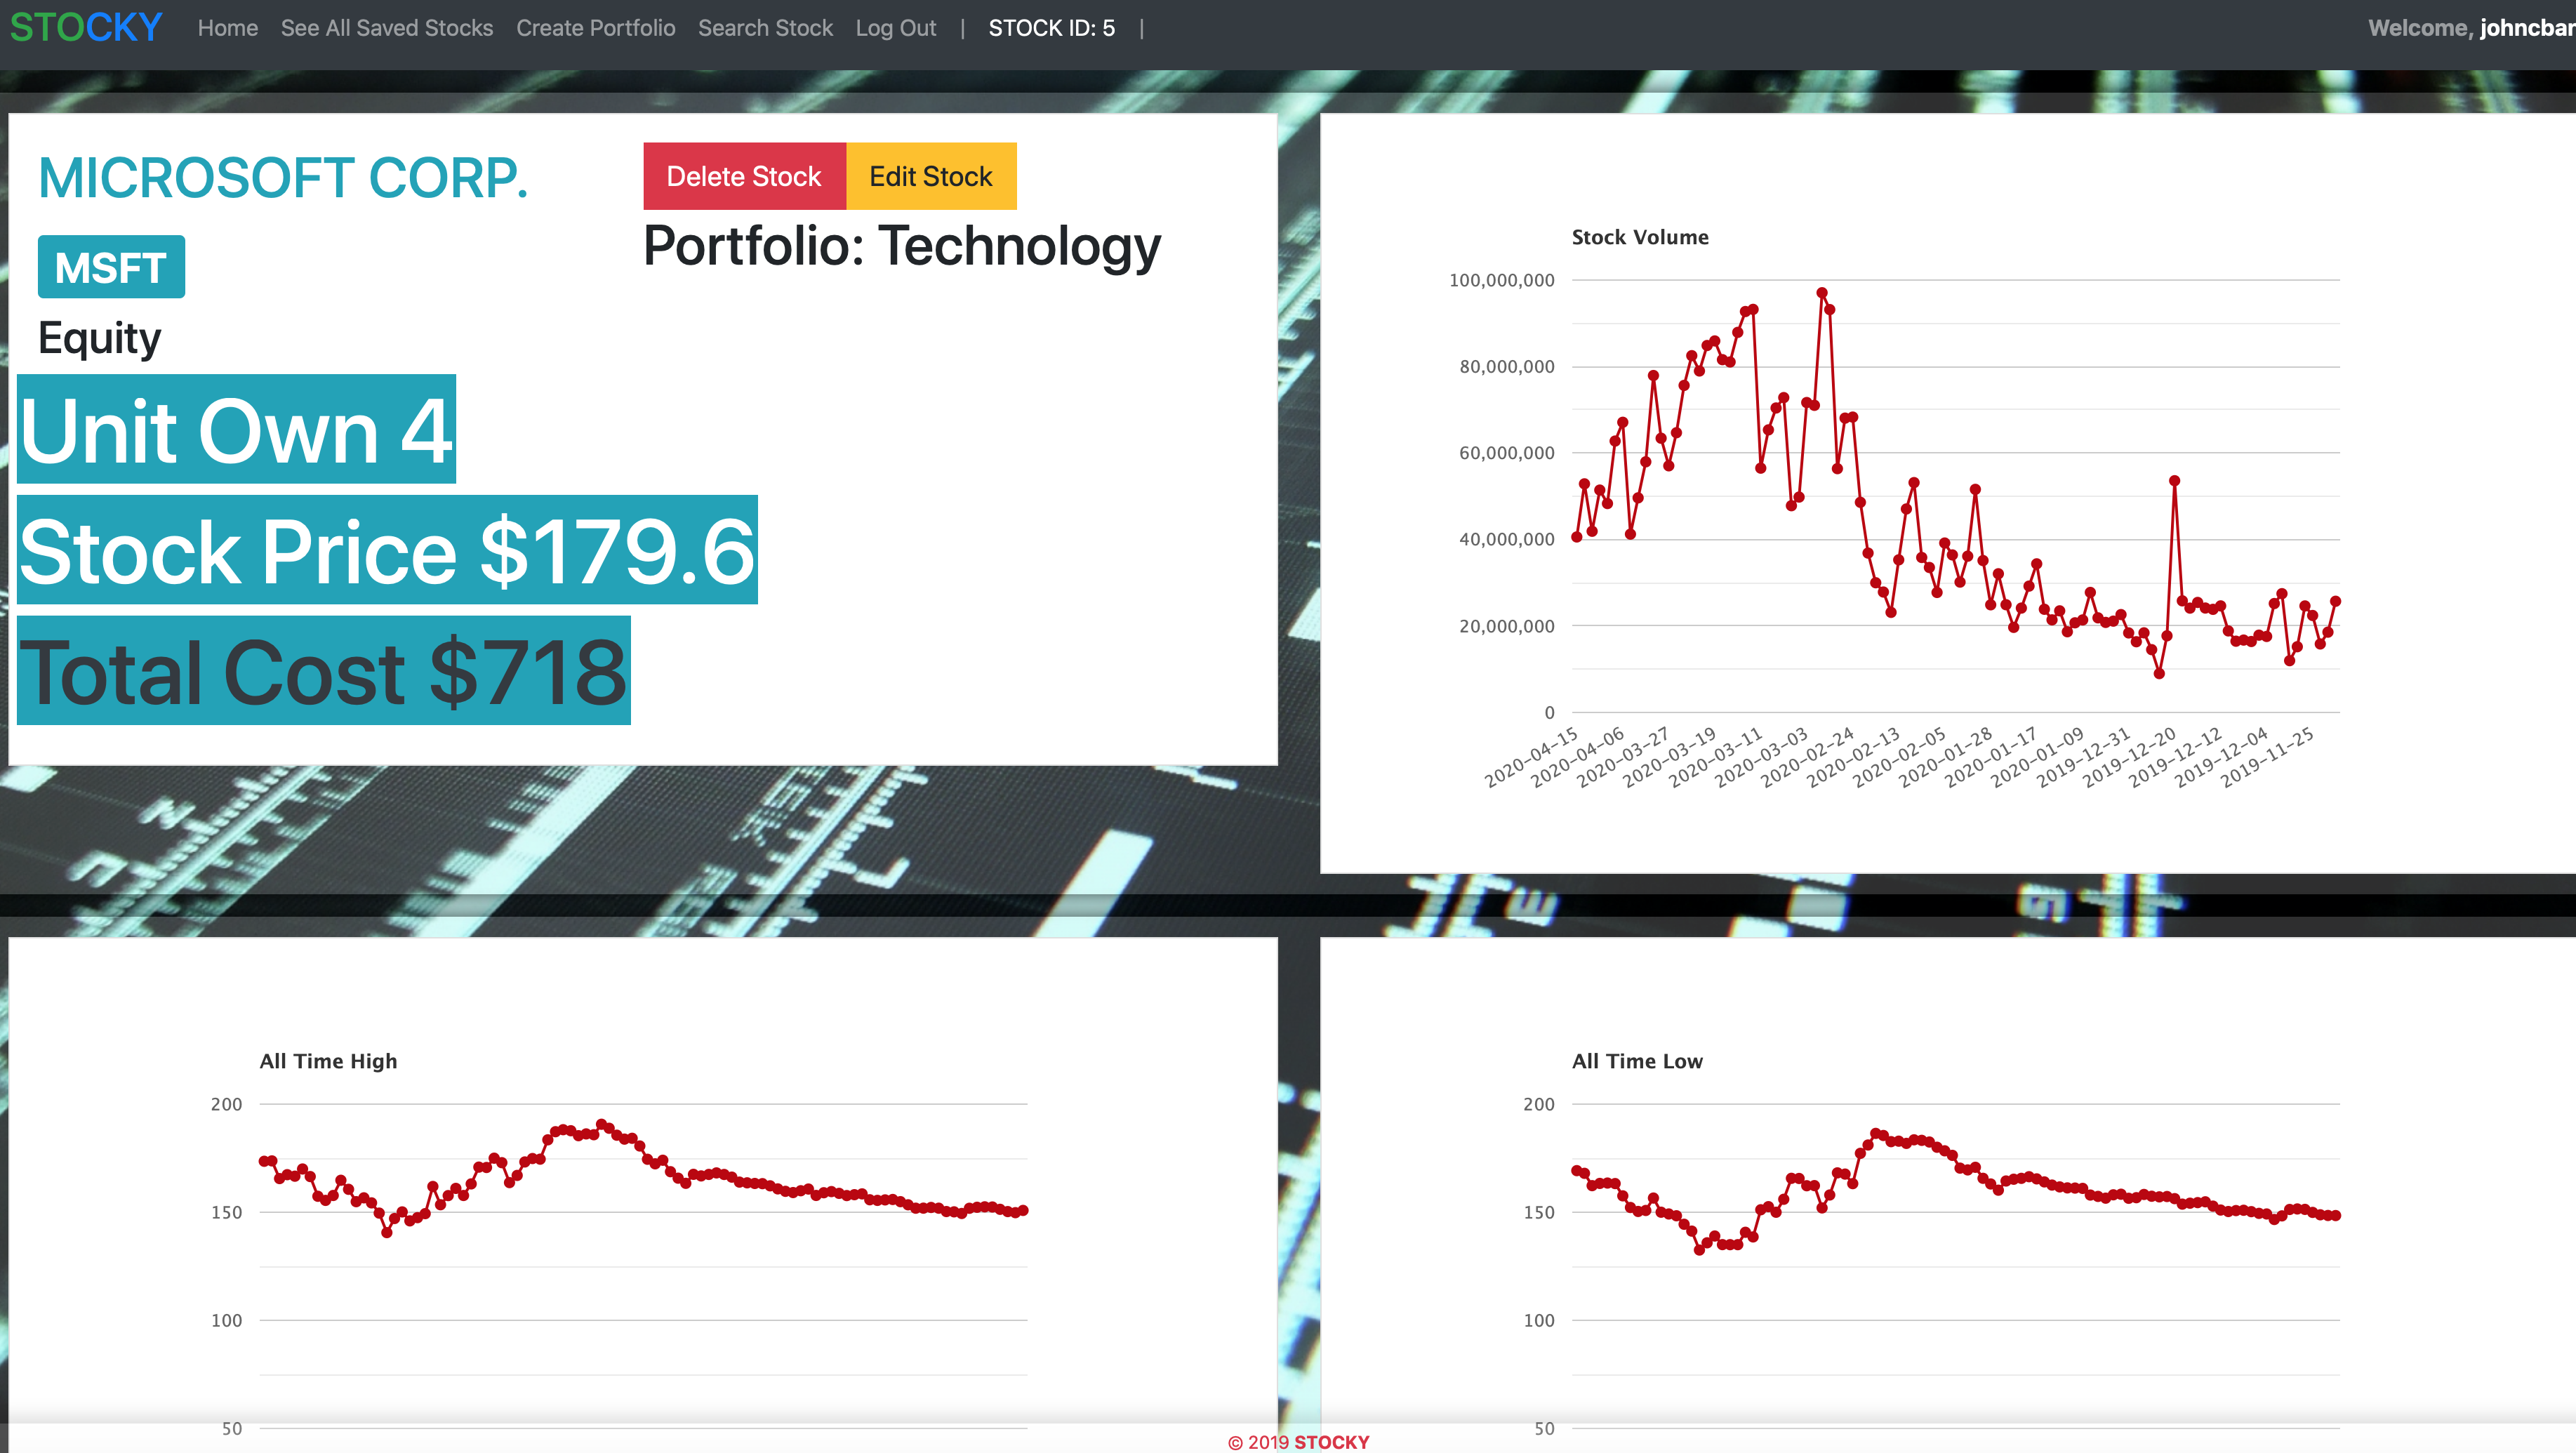 STOCKY Home See All Saved Stocks Create Portfolio Search Stock Log Out | STOCK ID: 5 | Welcome, johncbar
MICROSOFT CORP.
MSFT
Equity
Unit Own 4
Stock Price $179.6
Total Cost $718
Delete Stock Edit Stock
Portfolio: Technology
Stock Volume
100,000,000
80,000,000
60,000,000
40,000,000
20,000,000
0
2020-04-15 2020-04-06 2020-03-27 2020-03-19 2020-03-11 2020-03-03 2020-02-24 2020-02-13 2020-02-05 2020-01-28 2020-01-17 2020-01-09 2019-12-31 2019-12-20 2019-12-12 2019-12-04 2019-11-25
All Time High
200
150
100
50
All Time Low
200
150
100
50
© 2019 STOCKY